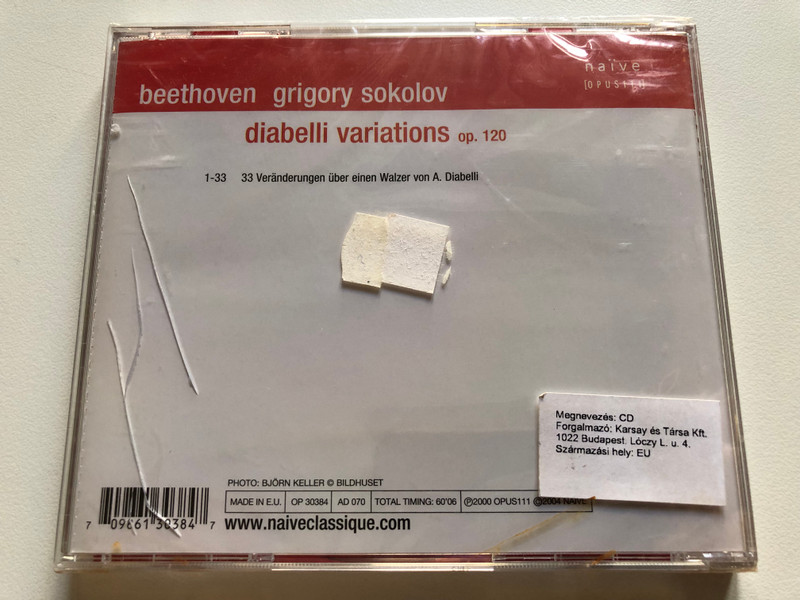 naïve
[OPUS111]
beethoven grigory sokolov
diabelli variations op. 120
1-33 33 Veränderungen über einen Walzer von A. Diabelli
Megnevezés: CD
Forgalmazó: Karsay és Társa Kft.
1022 Budapest. Lóczy L. u. 4.
Származási hely: EU
PHOTO: BJÖRN KELLER © BILDHUSET
MADE IN E.U. OP 30384 AD 070 TOTAL TIMING: 60'06 ℗2000 OPUS111 ©2004 NAÏVE
7 09861 30384 7
www.naiveclassique.com